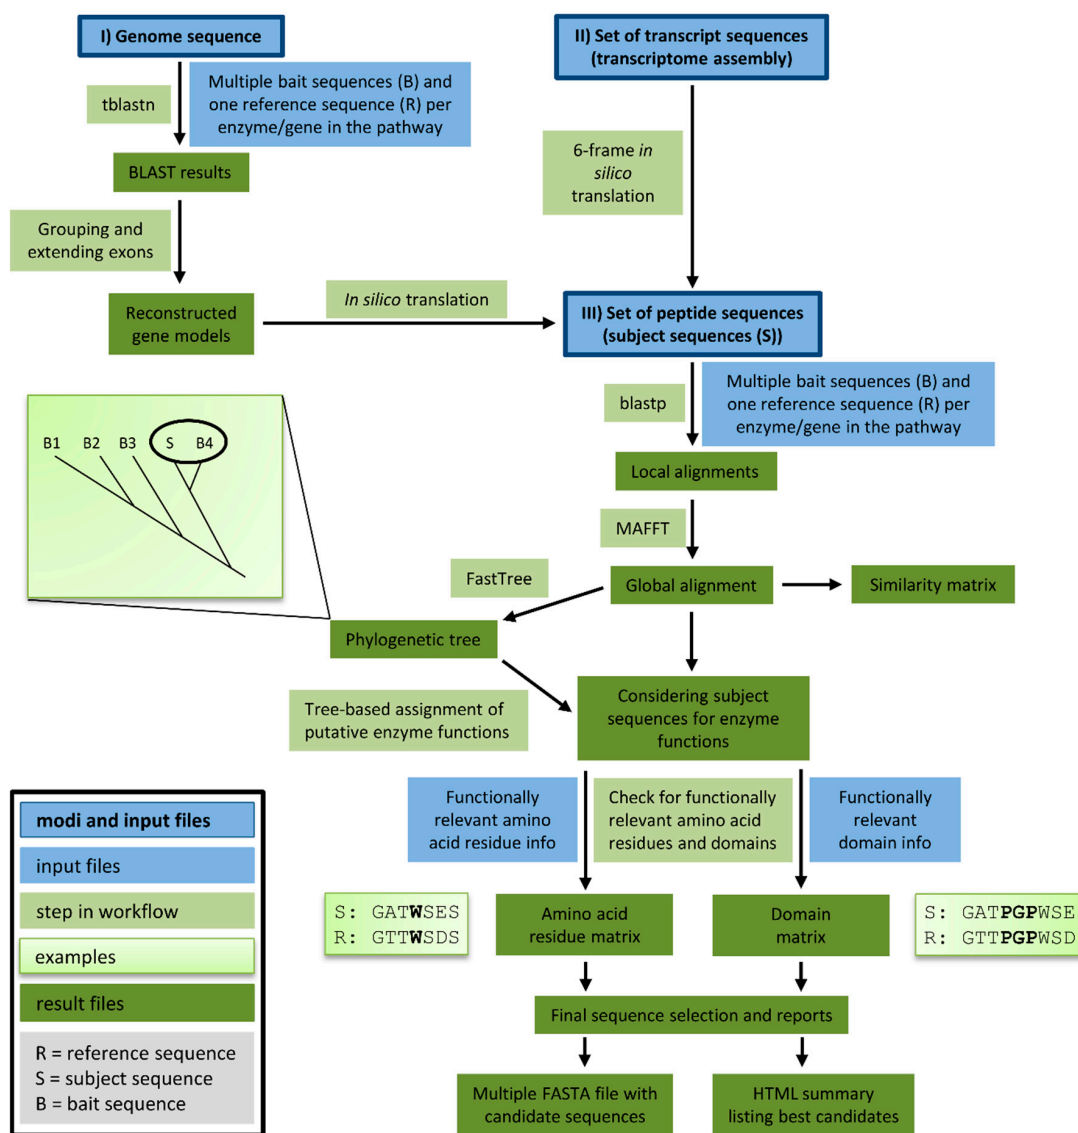 I) Genome sequence
II) Set of transcript sequences
(transcriptome assembly)
tblastn
Multiple bait sequences (B) and
one reference sequence (R) per
enzyme/gene in the pathway
BLAST results
6-frame in
silico
translation
Grouping and
extending exons
Reconstructed
gene models
In silico translation
III) Set of peptide sequences
(subject sequences (S))
blastp
Multiple bait sequences (B) and
one reference sequence (R) per
enzyme/gene in the pathway
B1 B2 B3 S B4
Local alignments
MAFFT
FastTree
Global alignment
Similarity matrix
Phylogenetic tree
Tree-based assignment of
putative enzyme functions
Considering subject
sequences for enzyme
functions
Functionally
relevant amino
acid residue info
Check for functionally
relevant amino acid
residues and domains
Functionally
relevant
domain info
S: GATWSES
R: GTTWSDS
Amino acid
residue matrix
Domain
matrix
S: GATPGPWSE
R: GTTPGPWSD
Final sequence selection and reports
Multiple FASTA file with
candidate sequences
HTML summary
listing best candidates
modi and input files
input files
step in workflow
examples
result files
R = reference sequence
S = subject sequence
B = bait sequence